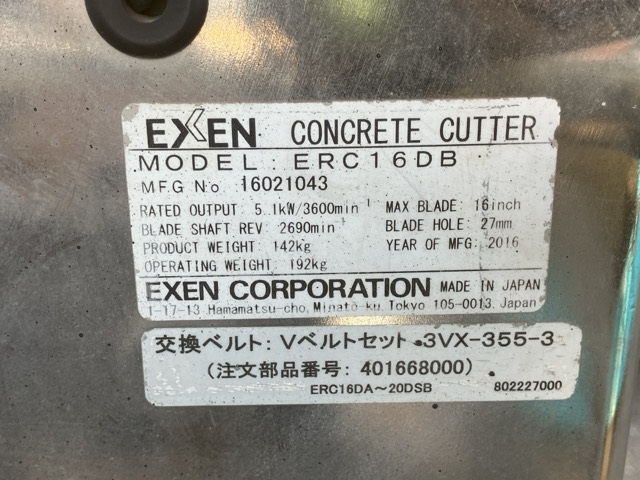 EXEN CONCRETE CUTTER
MODEL: ERC16DB
MFG No. 16021043
RATED OUTPUT: 5.1kW/3600min⁻¹ MAX BLADE: 16inch
BLADE SHAFT REV: 2690min⁻¹ BLADE HOLE: 27mm
PRODUCT WEIGHT: 142kg YEAR OF MFG: 2016
OPERATING WEIGHT: 192kg
EXEN CORPORATION MADE IN JAPAN
1-17-13. Hamamatsu-cho, Minato-ku, Tokyo 105-0013. Japan
交換ベルト: Vベルトセット 3VX-355-3
(注文部品番号: 401668000)
ERC16DA～20DSB 802227000